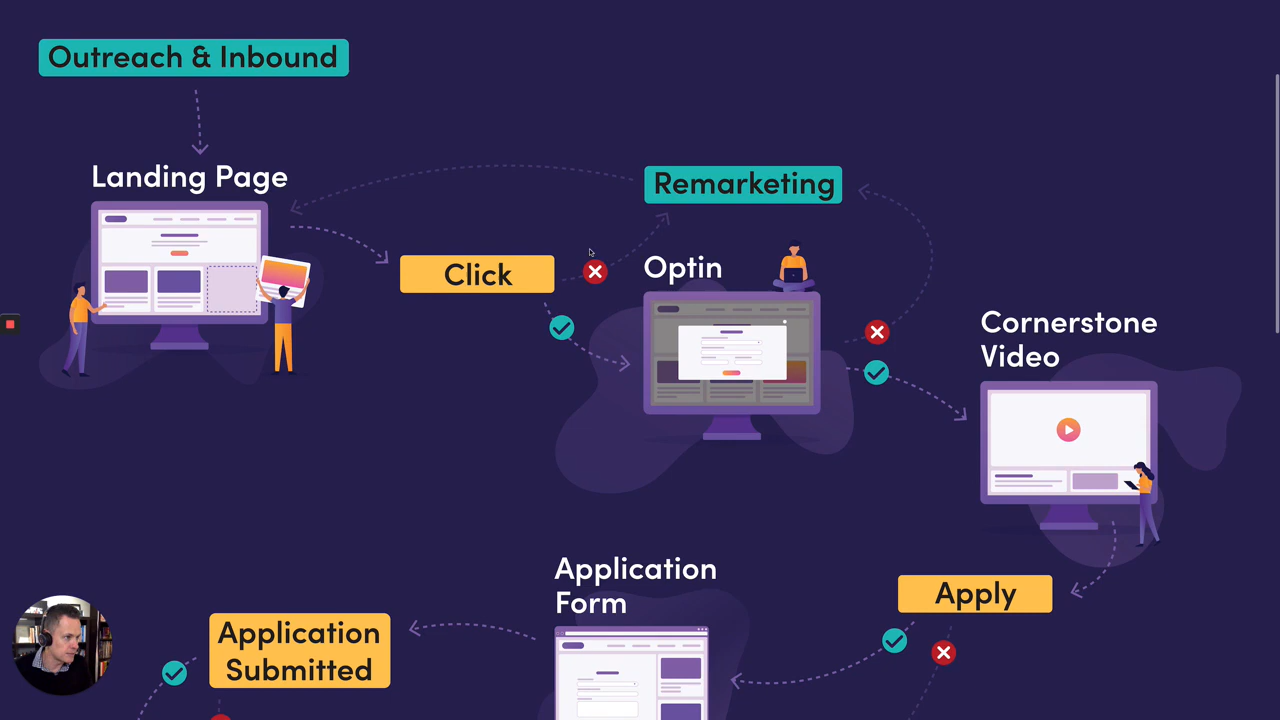 Outreach & Inbound
Landing Page
Remarketing
Click
Optin
Cornerstone
Video
Application
Form
Apply
Application
Submitted